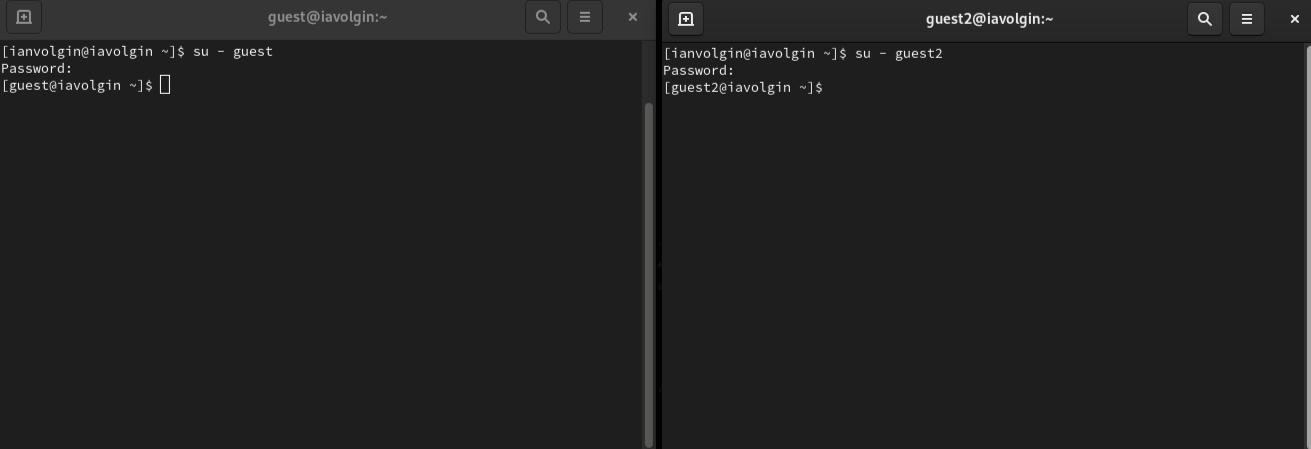 guest@iavolgin:~
[ianvolgin@iavolgin ~]$ su - guest
Password:
[guest@iavolgin ~]$
guest2@iavolgin:~
[ianvolgin@iavolgin ~]$ su - guest2
Password:
[guest2@iavolgin ~]$